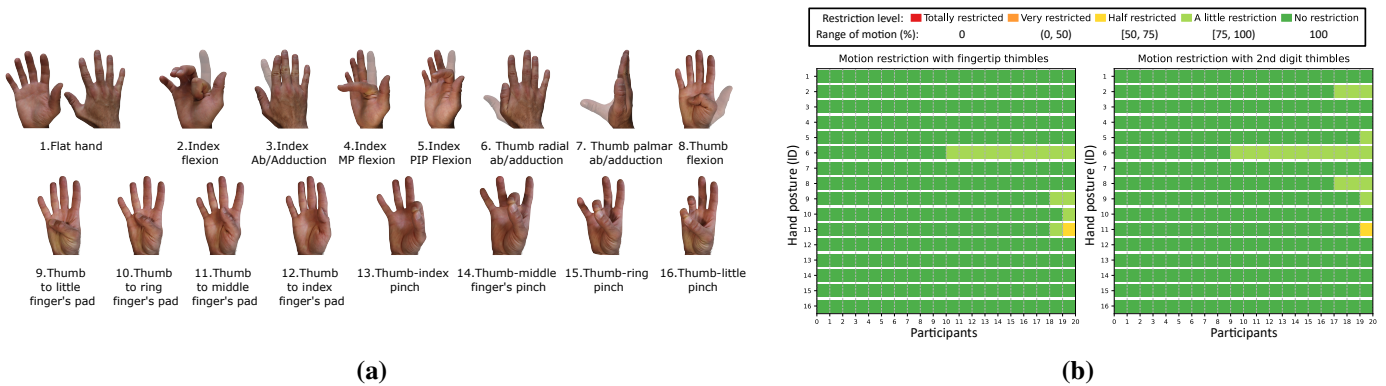 1.Flat hand
2.Index
flexion
3.Index
Ab/Adduction
4.Index
MP flexion
5.Index
PIP Flexion
6. Thumb radial
ab/adduction
7. Thumb palmar
ab/adduction
8.Thumb
flexion
9.Thumb
to little
finger's pad
10.Thumb
to ring
finger's pad
11.Thumb
to middle
finger's pad
12.Thumb
to index
finger's pad
13.Thumb-index
pinch
14.Thumb-middle
finger's pinch
15.Thumb-ring
pinch
16.Thumb-little
pinch
(a)
Restriction level: Totally restricted Very restricted Half restricted A little restriction No restriction
Range of motion (%): 0 (0, 50) [50, 75) [75, 100) 100
Motion restriction with fingertip thimbles
Hand posture (IID)
1
2
3
4
5
6
7
8
9
10
11
12
13
14
15
16
0 1 2 3 4 5 6 7 8 9 10 11 12 13 14 15 16 17 18 19 20
Participants
Motion restriction with 2nd digit thimbles
Hand posture (IID)
1
2
3
4
5
6
7
8
9
10
11
12
13
14
15
16
0 1 2 3 4 5 6 7 8 9 10 11 12 13 14 15 16 17 18 19 20
Participants
(b)